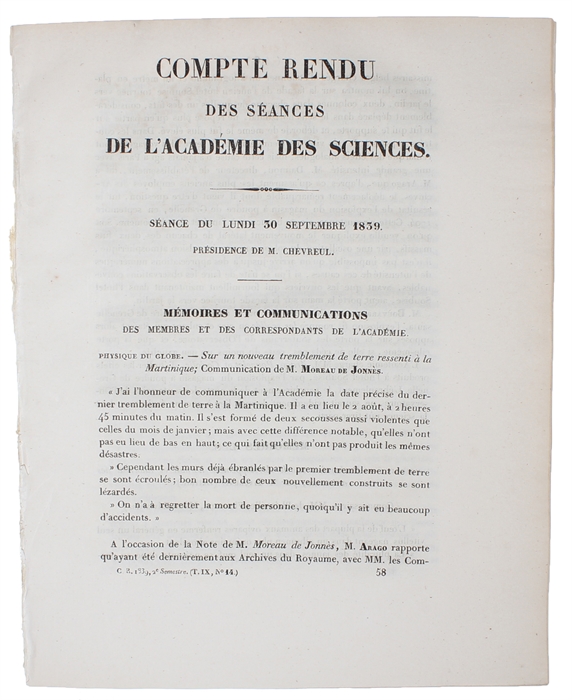 COMPTE RENDU
DES SÉANCES
DE L'ACADÉMIE DES SCIENCES.
SÉANCE DU LUNDI 30 SEPTEMBRE 1839.
PRÉSIDENCE DE M. CHEVREUL.
MÉMOIRES ET COMMUNICATIONS
DES MEMBRES ET DES CORRESPONDANTS DE L'ACADÉMIE.
PHYSIQUE DU GLOBE. — Sur un nouveau tremblement de terre ressenti à la
Martinique; Communication de M. MOREAU DE JONNÈS.
« J'ai l'honneur de communiquer à l'Académie la date précise du der-
nier tremblement de terre à la Martinique. Il a eu lieu le 2 août, à 2 heures
45 minutes du matin. Il s'est formé de deux secousses aussi violentes que
celles du mois de janvier; mais avec cette différence notable, qu'elles n'ont
pas eu lieu de bas en haut; ce qui fait qu'elles n'ont pas produit les mêmes
désastres.
» Cependant les murs déjà ébranlés par le premier tremblement de terre
se sont écroulés; bon nombre de ceux nouvellement construits se sont
lézardés.
» On n'a à regretter la mort de personne, quoiqu'il y ait eu beaucoup
d'accidents. »
A l'occasion de la Note de M. Moreau de Jonnès, M. ARAGO rapporte
qu'ayant été dernièrement aux Archives du Royaume, avec MM. les Com-
C. R. 1839, 2e Semestre. (T. IX, No 14.) 58